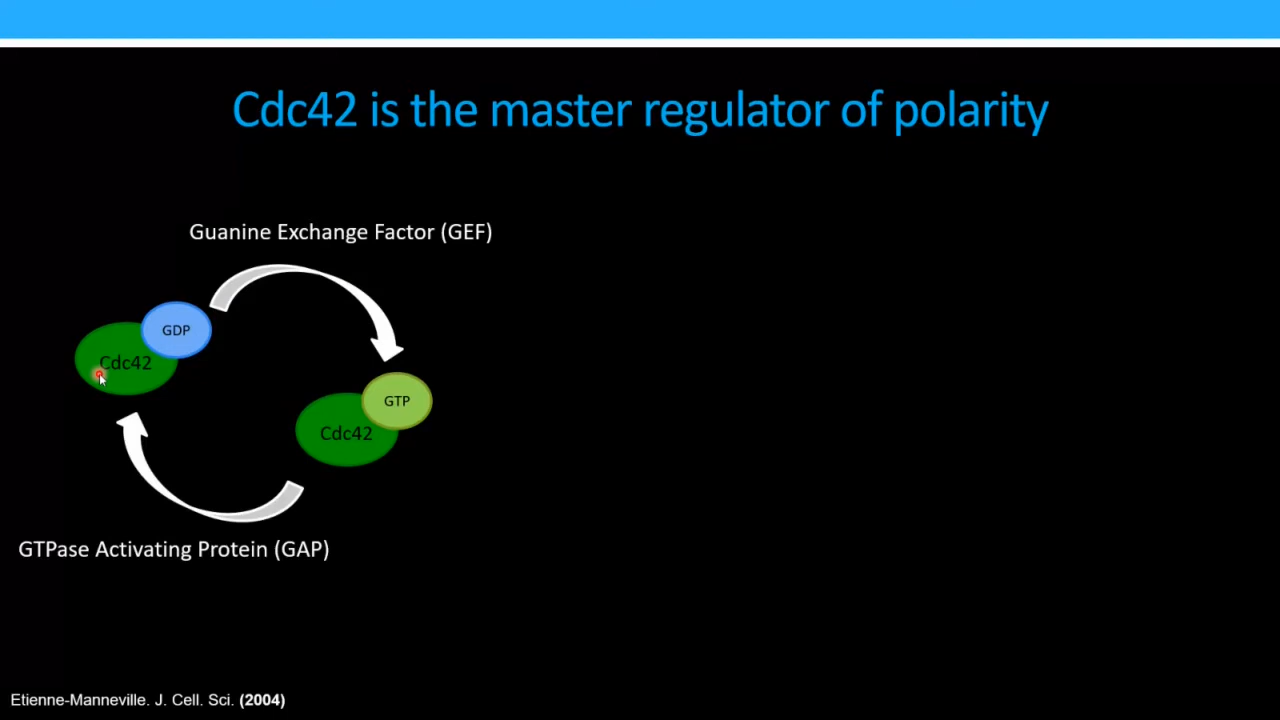 Cdc42 is the master regulator of polarity
Guanine Exchange Factor (GEF)
GDP
Cdc42
GTP
Cdc42
GTPase Activating Protein (GAP)
Etienne-Manneville. J. Cell. Sci. (2004)